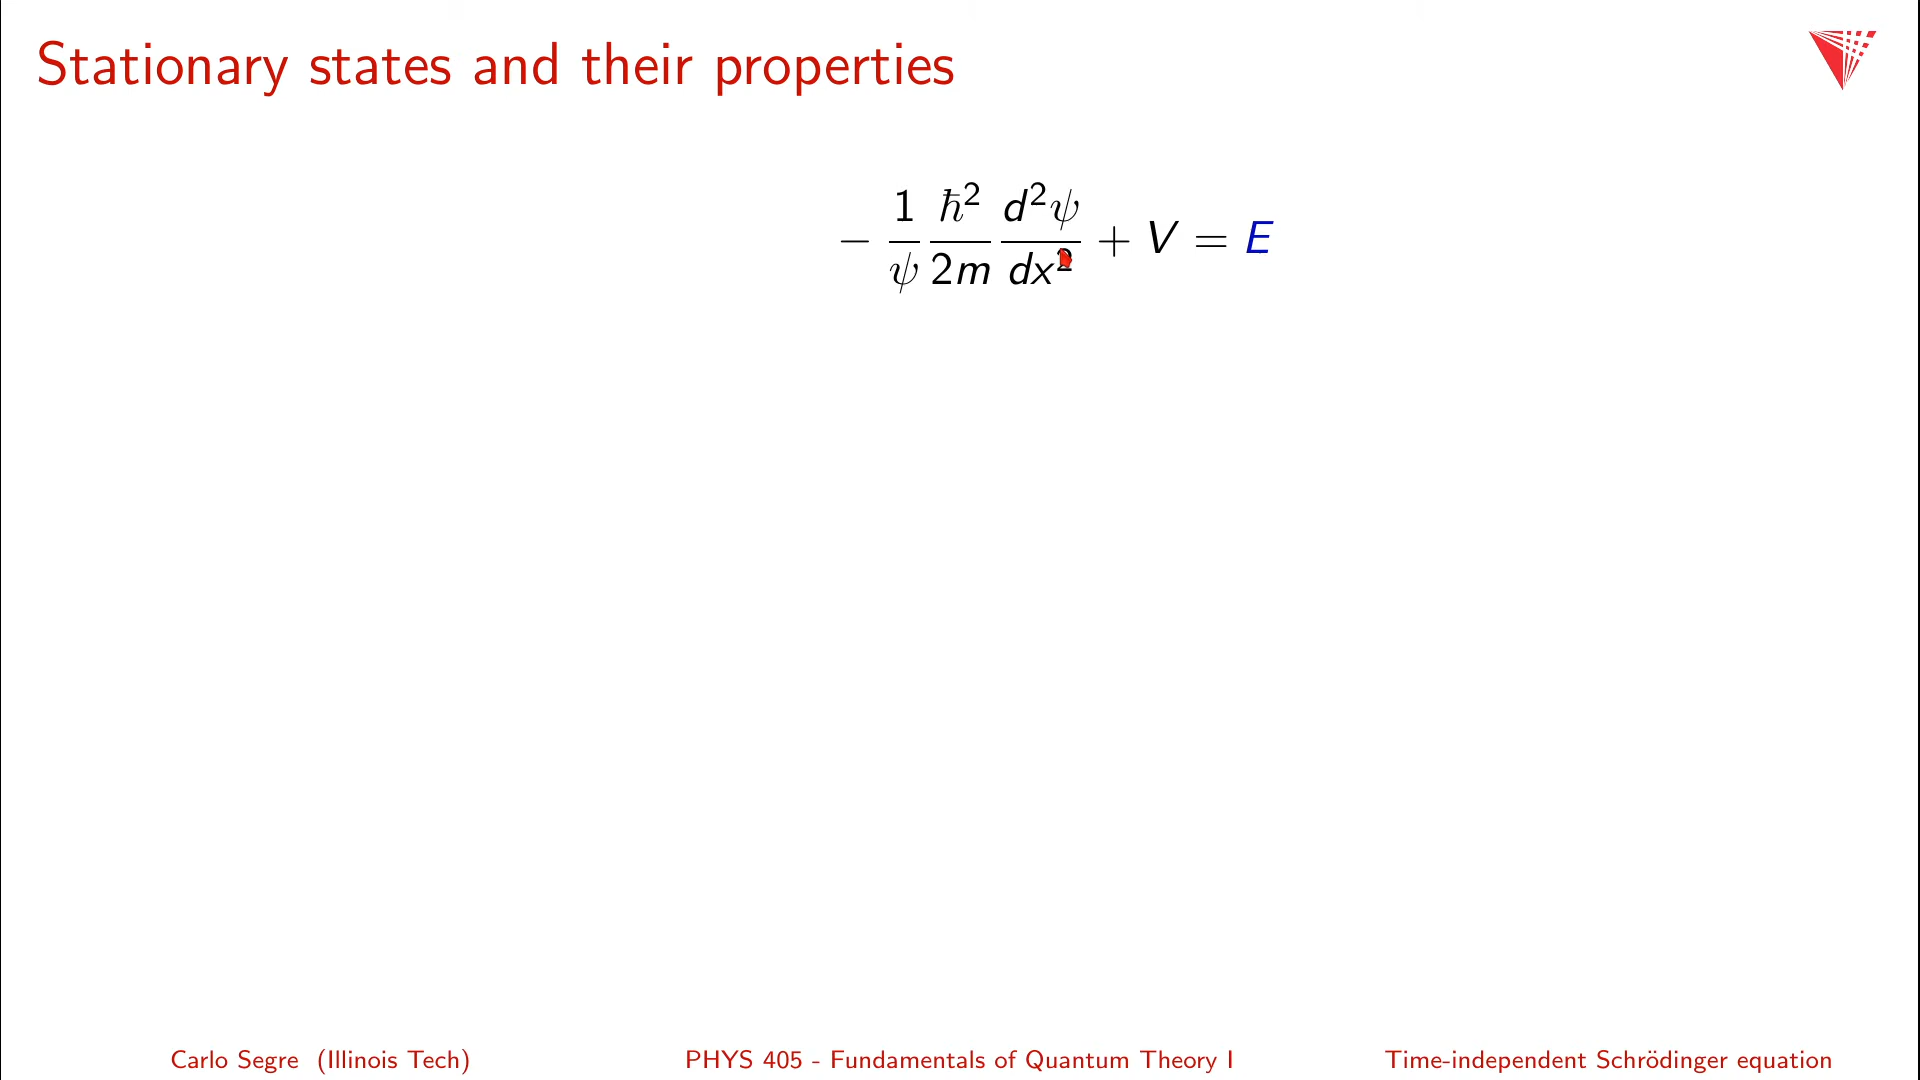 Stationary states and their properties
− 1/ψ ℏ²/2m d²ψ/dx² + V = E
Carlo Segre (Illinois Tech) PHYS 405 - Fundamentals of Quantum Theory I Time-independent Schrödinger equation